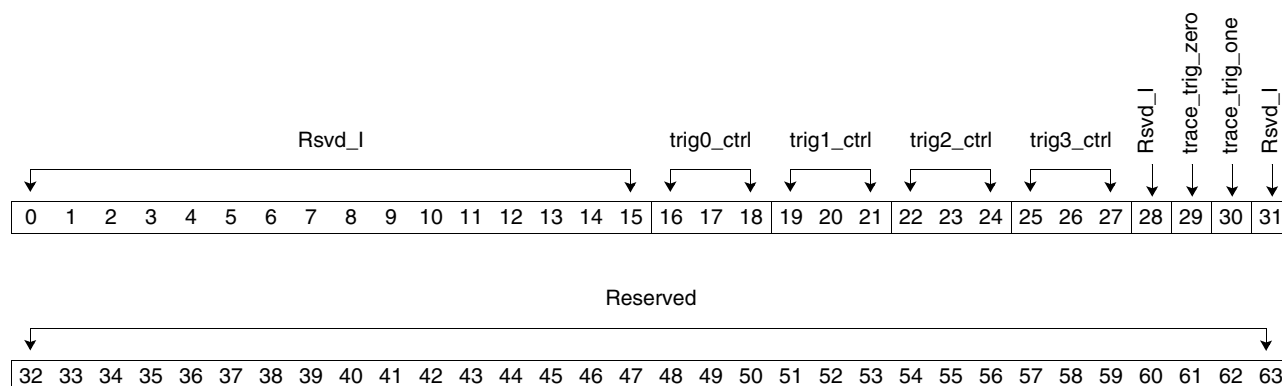 Rsvd_I trig0_ctrl trig1_ctrl trig2_ctrl trig3_ctrl Rsvd_I trace_trig_zero trace_trig_one Rsvd_I
0 1 2 3 4 5 6 7 8 9 10 11 12 13 14 15 16 17 18 19 20 21 22 23 24 25 26 27 28 29 30 31
Reserved
32 33 34 35 36 37 38 39 40 41 42 43 44 45 46 47 48 49 50 51 52 53 54 55 56 57 58 59 60 61 62 63